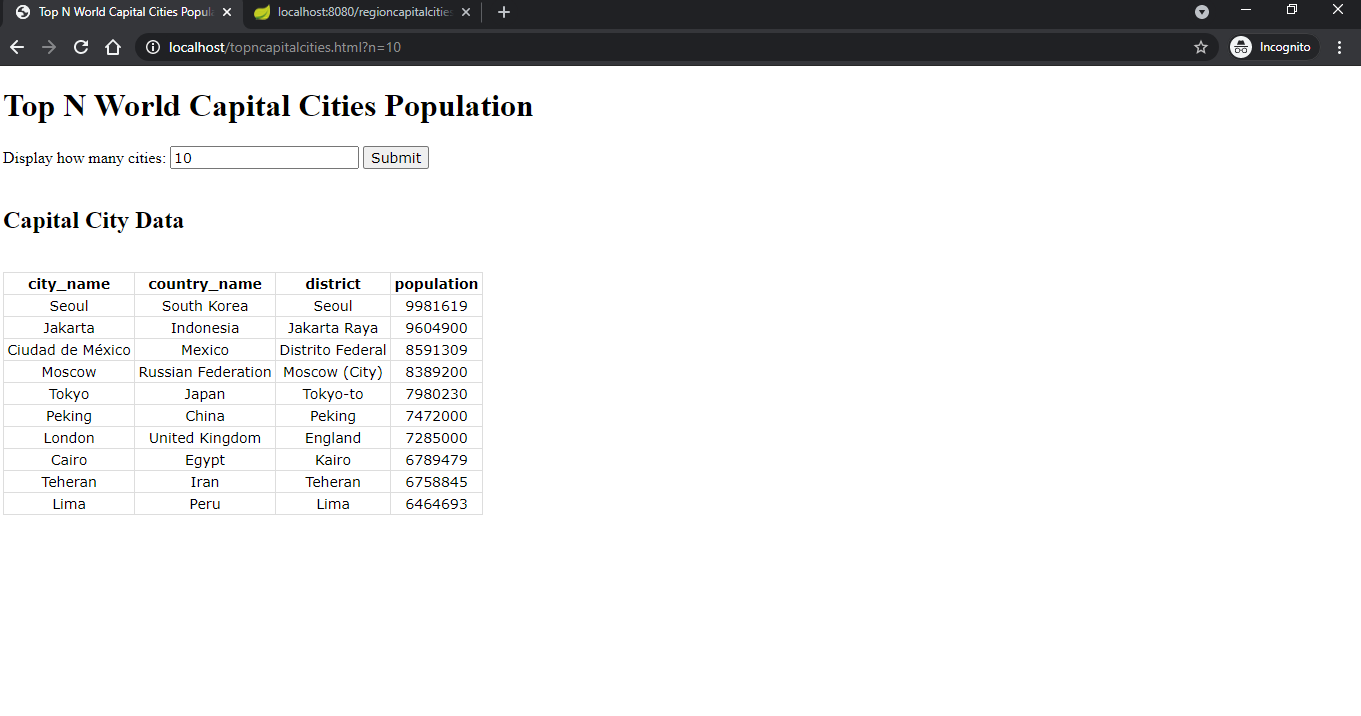 Top N World Capital Cities Popul
localhost:8080/regioncapitalcities
localhost/topncapitalcities.html?n=10
Incognito
Top N World Capital Cities Population
Display how many cities: 10 Submit
Capital City Data
city_name country_name district population
Seoul South Korea Seoul 9981619
Jakarta Indonesia Jakarta Raya 9604900
Ciudad de México Mexico Distrito Federal 8591309
Moscow Russian Federation Moscow (City) 8389200
Tokyo Japan Tokyo-to 7980230
Peking China Peking 7472000
London United Kingdom England 7285000
Cairo Egypt Kairo 6789479
Teheran Iran Teheran 6758845
Lima Peru Lima 6464693